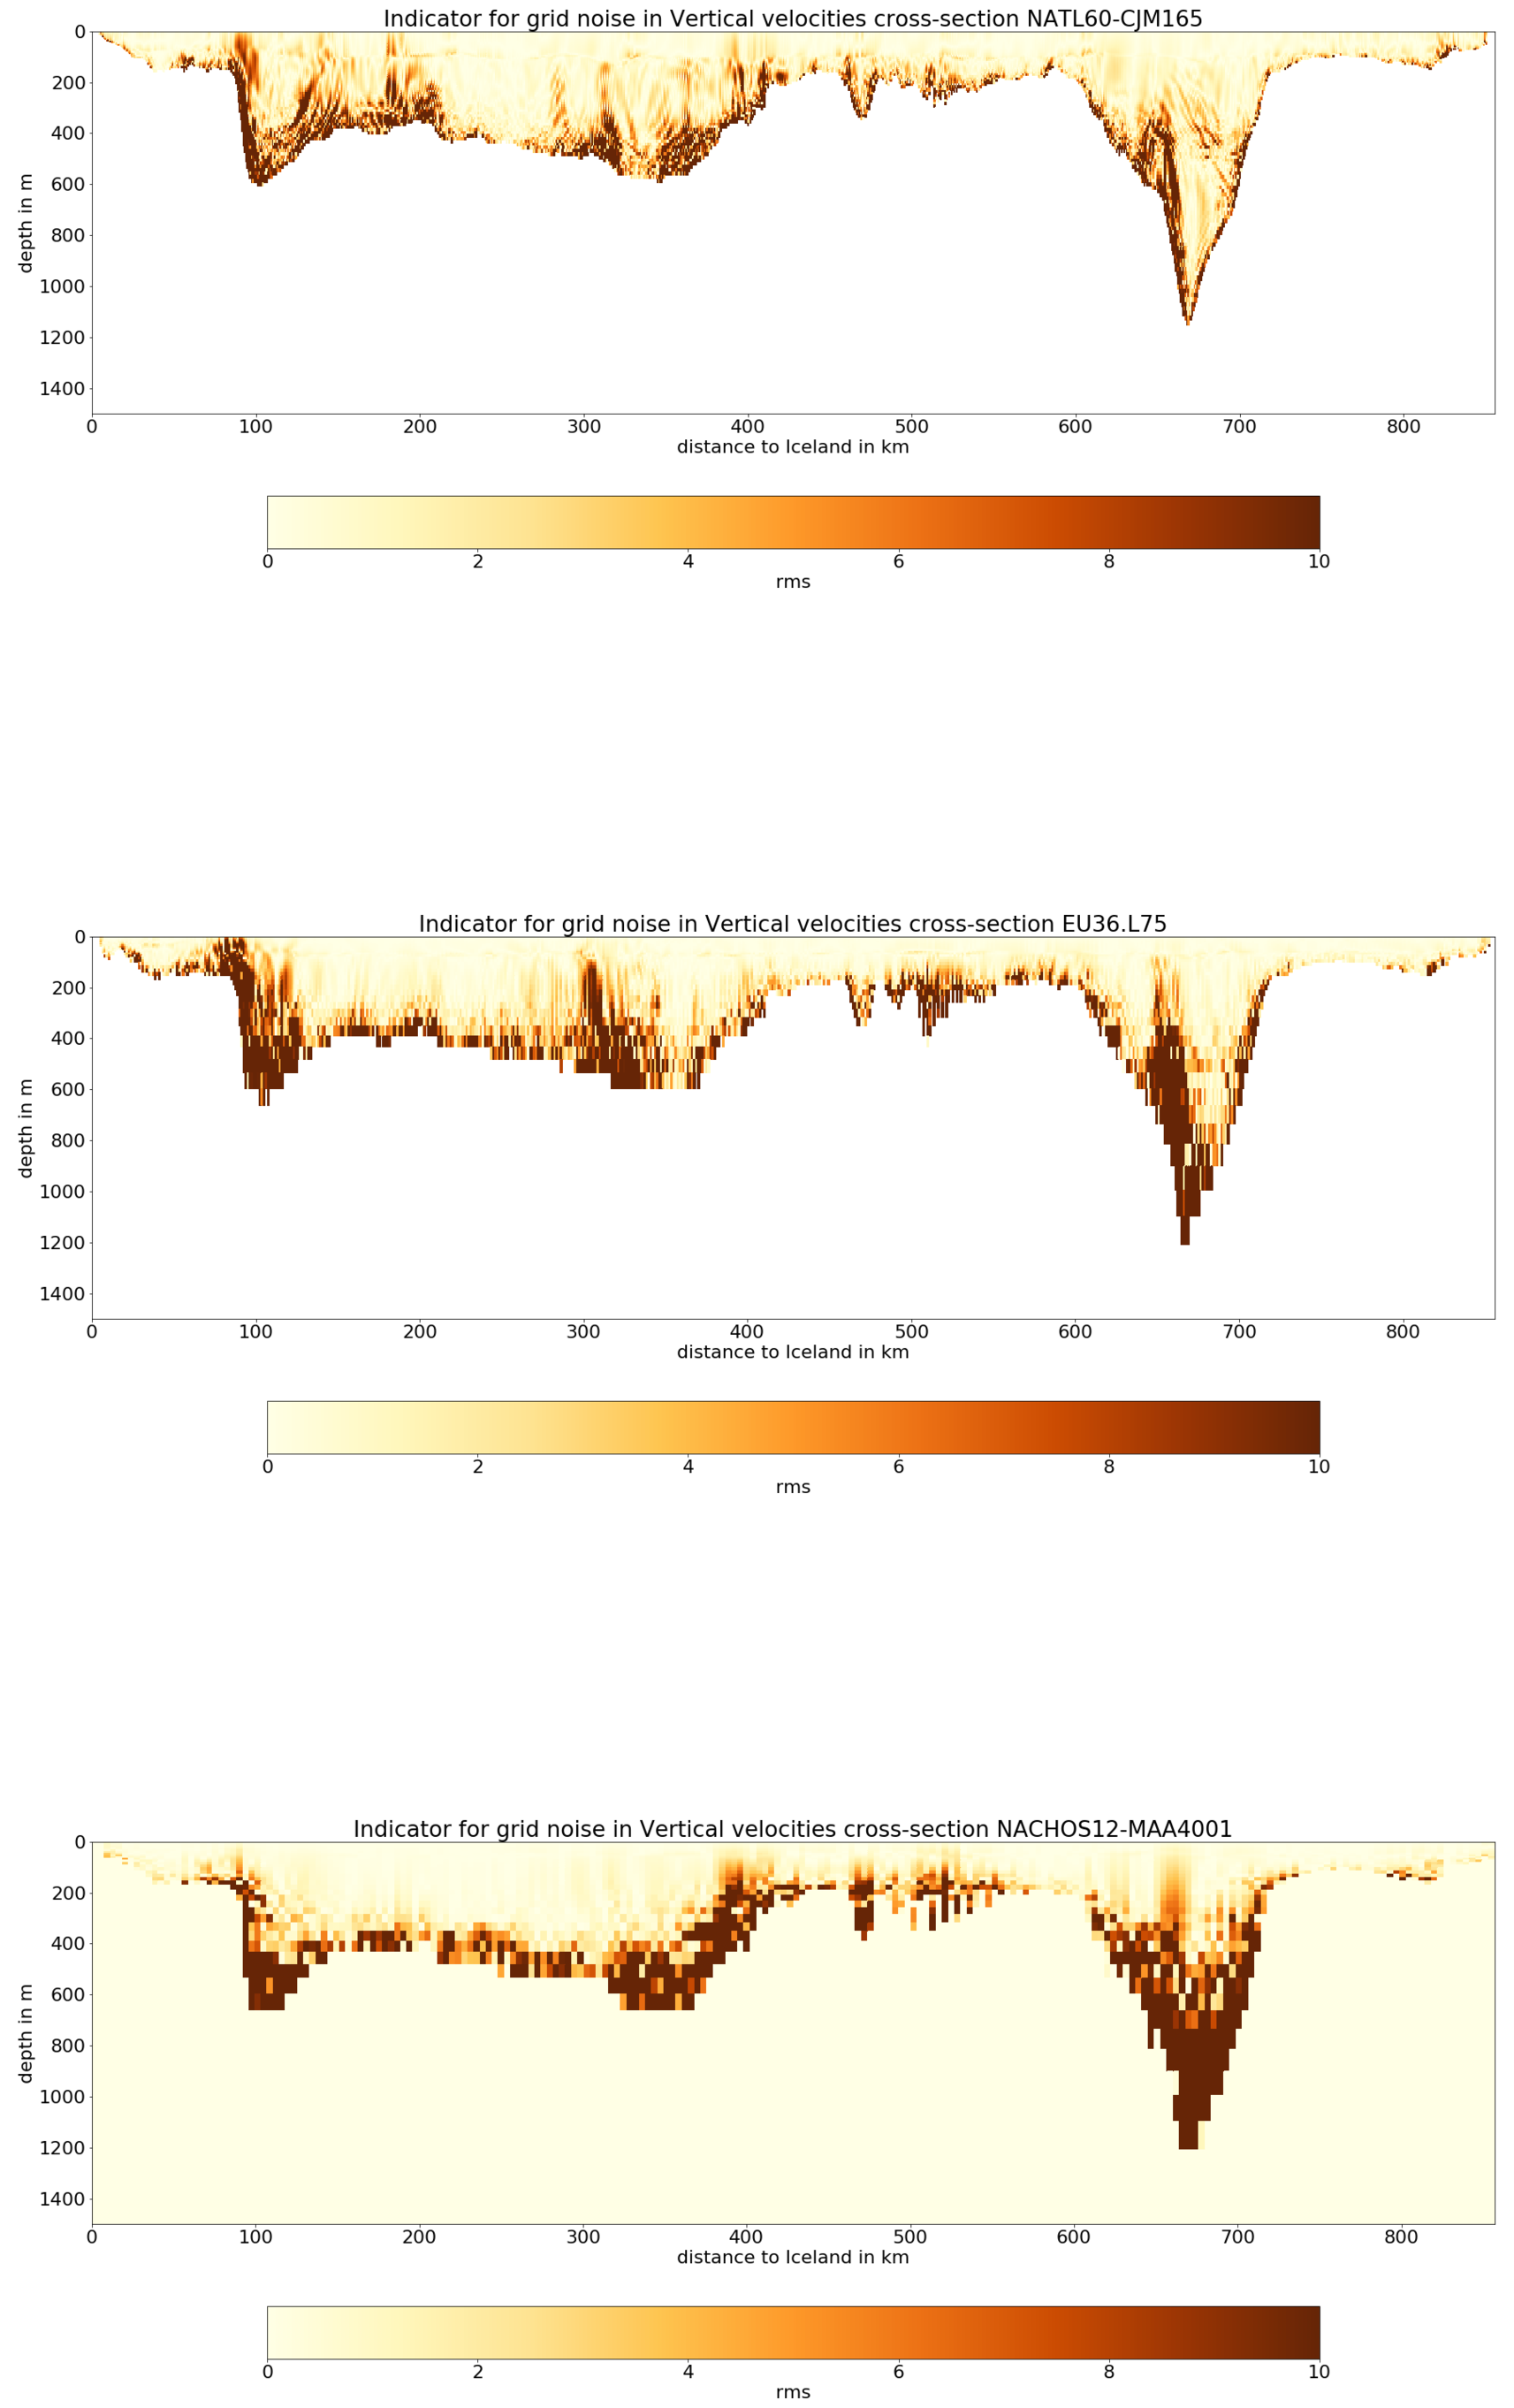 Indicator for grid noise in Vertical velocities cross-section NATL60-CJM165
0
200
400
600
800
1000
1200
1400
depth in m
0 100 200 300 400 500 600 700 800
distance to Iceland in km
0 2 4 6 8 10
rms
Indicator for grid noise in Vertical velocities cross-section EU36.L75
0
200
400
600
800
1000
1200
1400
depth in m
0 100 200 300 400 500 600 700 800
distance to Iceland in km
0 2 4 6 8 10
rms
Indicator for grid noise in Vertical velocities cross-section NACHOS12-MAA4001
0
200
400
600
800
1000
1200
1400
depth in m
0 100 200 300 400 500 600 700 800
distance to Iceland in km
0 2 4 6 8 10
rms